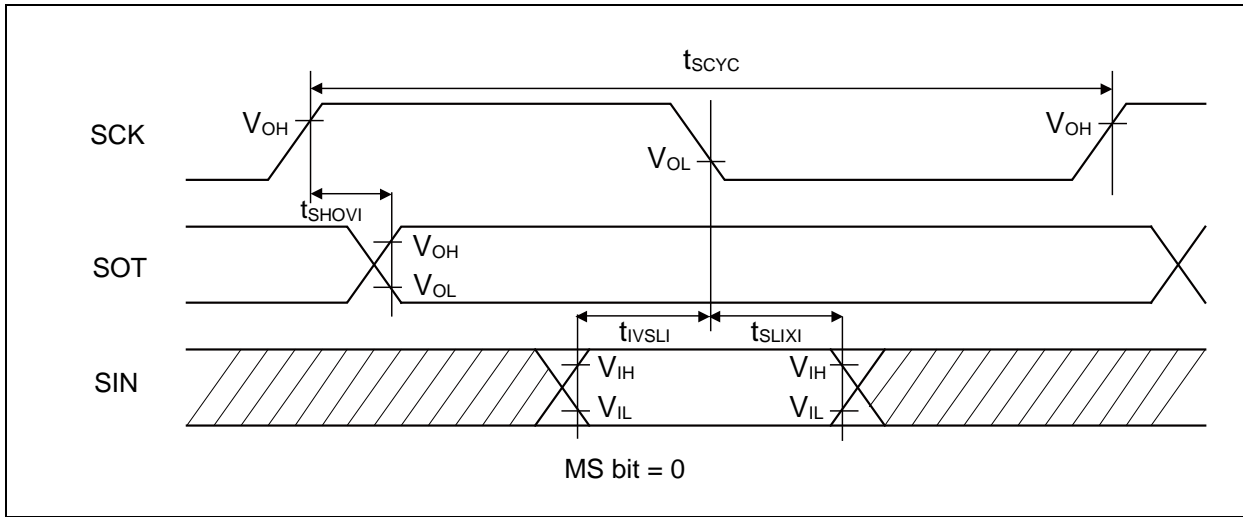 tSCYC
SCK
VOH
VOL
VOH
tSHOVI
SOT
VOH
VOL
tIVSLI
tSLIXI
SIN
VIH
VIL
VIH
VIL
MS bit = 0